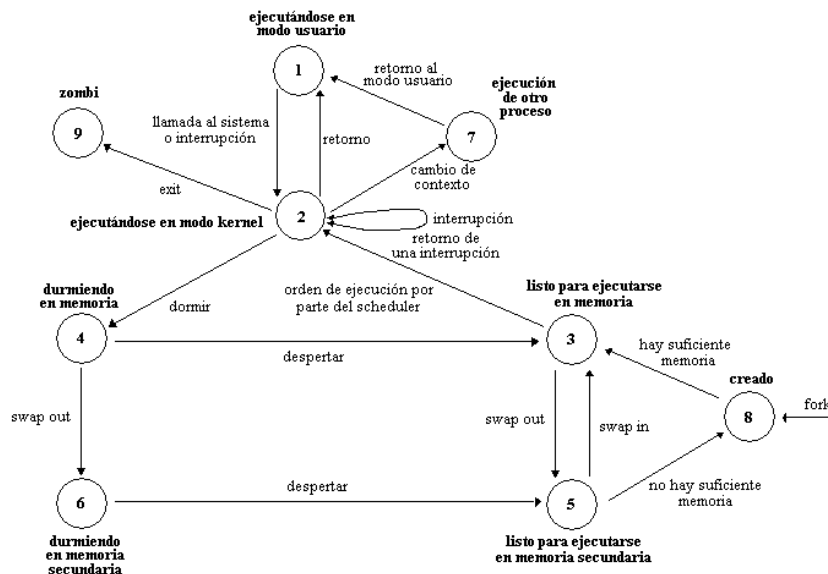 ejecutándose en
modo usuario
1
retorno al
modo usuario
ejecución
de otro
proceso
zombi
9
llamada al sistema
o interrupción
retorno
7
cambio de
contexto
exit
ejecutándose en modo kernel
2
interrupción
retorno de
una interrupción
durmiendo
en memoria
dormir
orden de ejecución por
parte del scheduler
listo para ejecutarse
en memoria
4
despertar
3
hay suficiente
memoria
creado
8
fork
swap out
swap out
swap in
6
despertar
5
no hay suficiente
memoria
durmiendo
en memoria
secundaria
listo para ejecutarse
en memoria secundaria